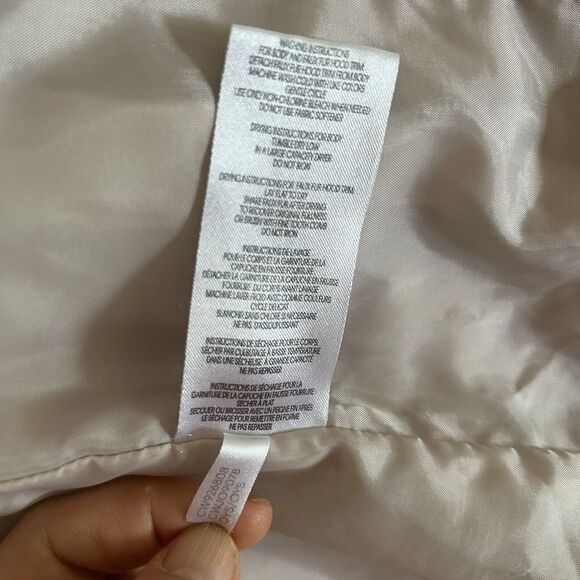 WASHING INSTRUCTIONS
FOR BODY AND FAUX FUR HOOD TRIM:
DETACH FAUX FUR HOOD TRIM FROM BODY
MACHINE WASH COLD WITH LIKE COLORS
GENTLE CYCLE
USE ONLY NON-CHLORINE BLEACH WHEN NEEDED
DO NOT USE FABRIC SOFTENER
DRYING INSTRUCTIONS FOR BODY
TUMBLE DRY LOW
IN A LARGE CAPACITY DRYER
DO NOT IRON
DRYING INSTRUCTIONS FOR FAUX FUR HOOD TRIM:
LAY FLAT TO DRY
SHAKE FAUX FUR AFTER DRYING
TO RECOVER ORIGINAL FULLNESS
OR BRUSH WITH FINE TOOTH COMB
DO NOT IRON
INSTRUCTIONS DE LAVAGE
POUR LE CORPS ET LA GARNITURE DE LA
CAPUCHE EN FAUSSE FOURRURE
DÉTACHER LA GARNITURE DE CAPUCHE EN FAUSSE
FOURRURE DU CORPS AVANT LAVAGE
MACHINE LAVER FROID AVEC COMME COULEURS
CYCLE DELICAT
BLANCHIR SANS CHLORE SI NECESSAIRE
NE PAS D'ASSOUPLISSANT
INSTRUCTIONS DE SÉCHAGE POUR LE CORPS.
SÉCHER PAR CULBUTAGE À BASSE TEMPÉRATURE
DANS UNE SÉCHEUSE À GRANDE CAPACITÉ
NE PAS REPASSER
INSTRUCTIONS DE SÉCHAGE POUR LA
GARNITURE DE LA CAPUCHE EN FAUSSE FOURRURE
SÉCHER À PLAT
SECOUER OU BROSSER AVEC UN PEIGNE FIN APRÈS
LE SÉCHAGE POUR REMETTRE EN FORME
NE PAS REPASSER
CW926808